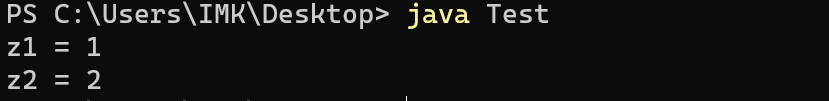 PS C:\Users\IMK\Desktop> java Test
z1 = 1
z2 = 2